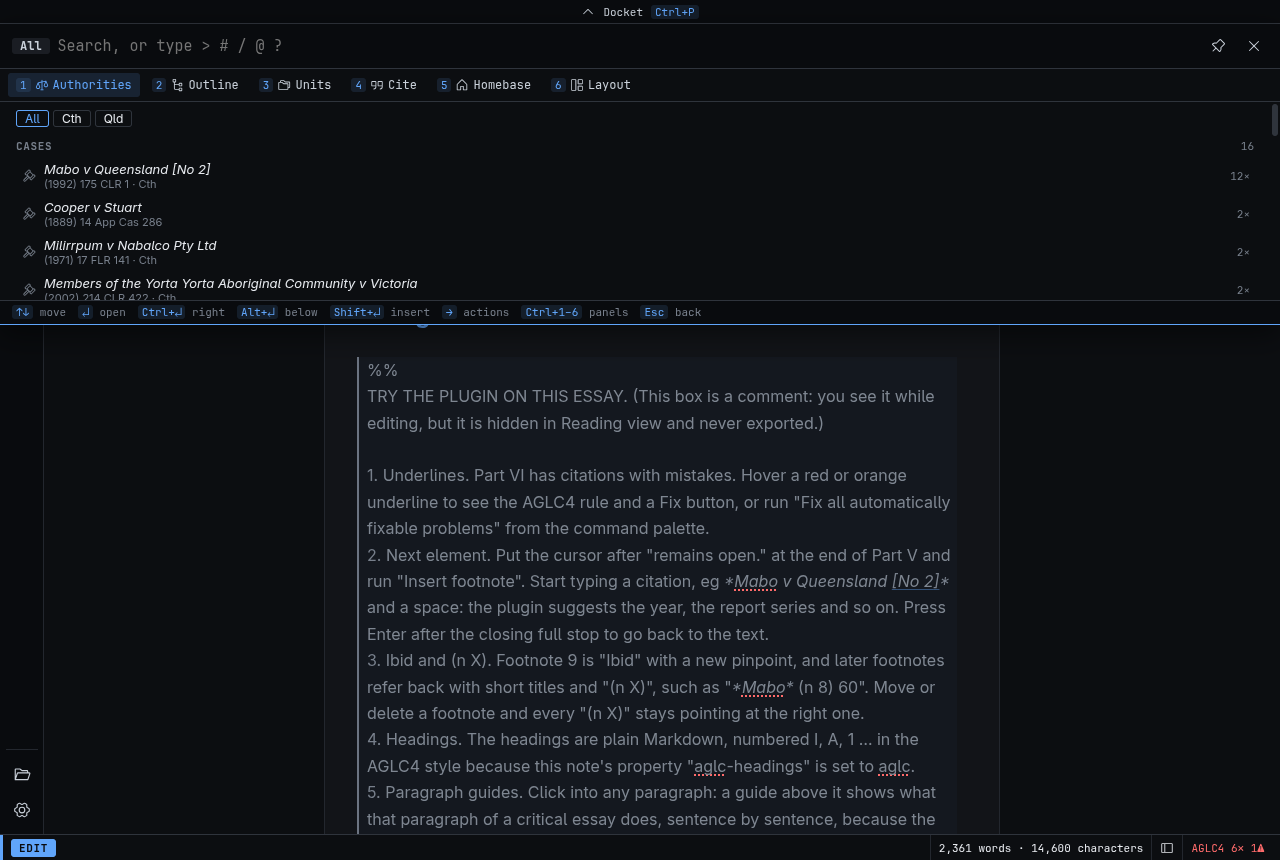 Docket Ctrl+P
All Search, or type > # / @ ?
1 Authorities 2 Outline 3 Units 4 Cite 5 Homebase 6 Layout
All Cth Qld
CASES 16
Mabo v Queensland [No 2]
(1992) 175 CLR 1 · Cth 12×
Cooper v Stuart
(1889) 14 App Cas 286 2×
Milirrpum v Nabalco Pty Ltd
(1971) 17 FLR 141 · Cth 2×
Members of the Yorta Yorta Aboriginal Community v Victoria
(2002) 214 CLR 422 · Cth 2×
↑↓ move ↵ open Ctrl+↵ right Alt+↵ below Shift+↵ insert → actions Ctrl+1-6 panels Esc back
%%
TRY THE PLUGIN ON THIS ESSAY. (This box is a comment: you see it while
editing, but it is hidden in Reading view and never exported.)
1. Underlines. Part VI has citations with mistakes. Hover a red or orange
underline to see the AGLC4 rule and a Fix button, or run "Fix all automatically
fixable problems" from the command palette.
2. Next element. Put the cursor after "remains open." at the end of Part V and
run "Insert footnote". Start typing a citation, eg *Mabo v Queensland [No 2]*
and a space: the plugin suggests the year, the report series and so on. Press
Enter after the closing full stop to go back to the text.
3. Ibid and (n X). Footnote 9 is "Ibid" with a new pinpoint, and later footnotes
refer back with short titles and "(n X)", such as "*Mabo* (n 8) 60". Move or
delete a footnote and every "(n X)" stays pointing at the right one.
4. Headings. The headings are plain Markdown, numbered I, A, 1 ... in the
AGLC4 style because this note's property "aglc-headings" is set to aglc.
5. Paragraph guides. Click into any paragraph: a guide above it shows what
that paragraph of a critical essay does, sentence by sentence, because the
EDIT 2,361 words · 14,600 characters AGLC4 6× 1⚠